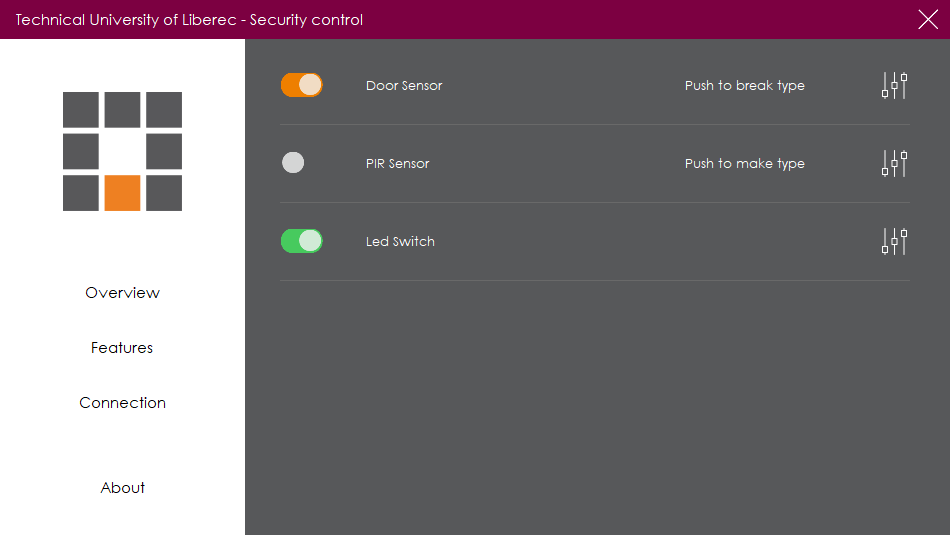 Technical University of Liberec - Security control
Door Sensor Push to break type
PIR Sensor Push to make type
Led Switch
Overview
Features
Connection
About